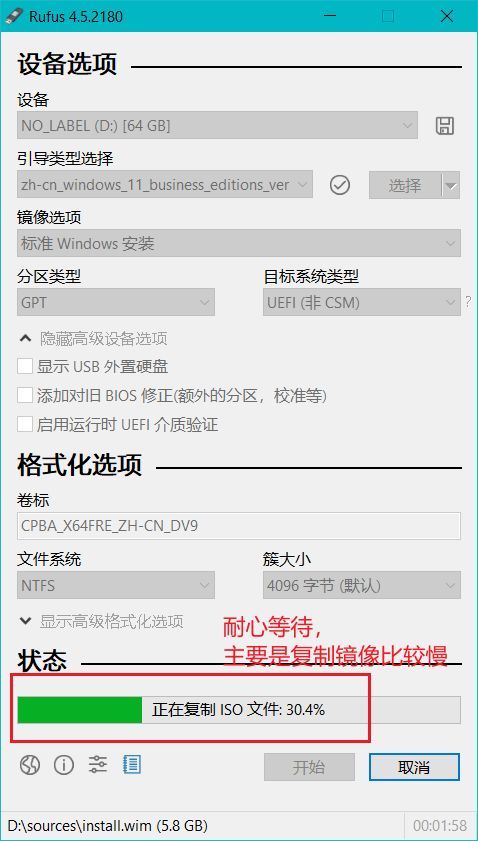 Rufus 4.5.2180
设备选项
设备
NO_LABEL (D:) [64 GB]
引导类型选择
zh-cn_windows_11_business_editions_ver
选择
镜像选项
标准 Windows 安装
分区类型
目标系统类型
GPT
UEFI (非 CSM)
?
隐藏高级设备选项
显示 USB 外置硬盘
添加对旧 BIOS 修正(额外的分区，校准等)
启用运行时 UEFI 介质验证
格式化选项
卷标
CPBA_X64FRE_ZH-CN_DV9
文件系统
簇大小
NTFS
4096 字节 (默认)
显示高级格式化选项
耐心等待，
主要是复制镜像比较慢
状态
正在复制 ISO 文件: 30.4%
开始
取消
D:\sources\install.wim (5.8 GB)
00:01:58